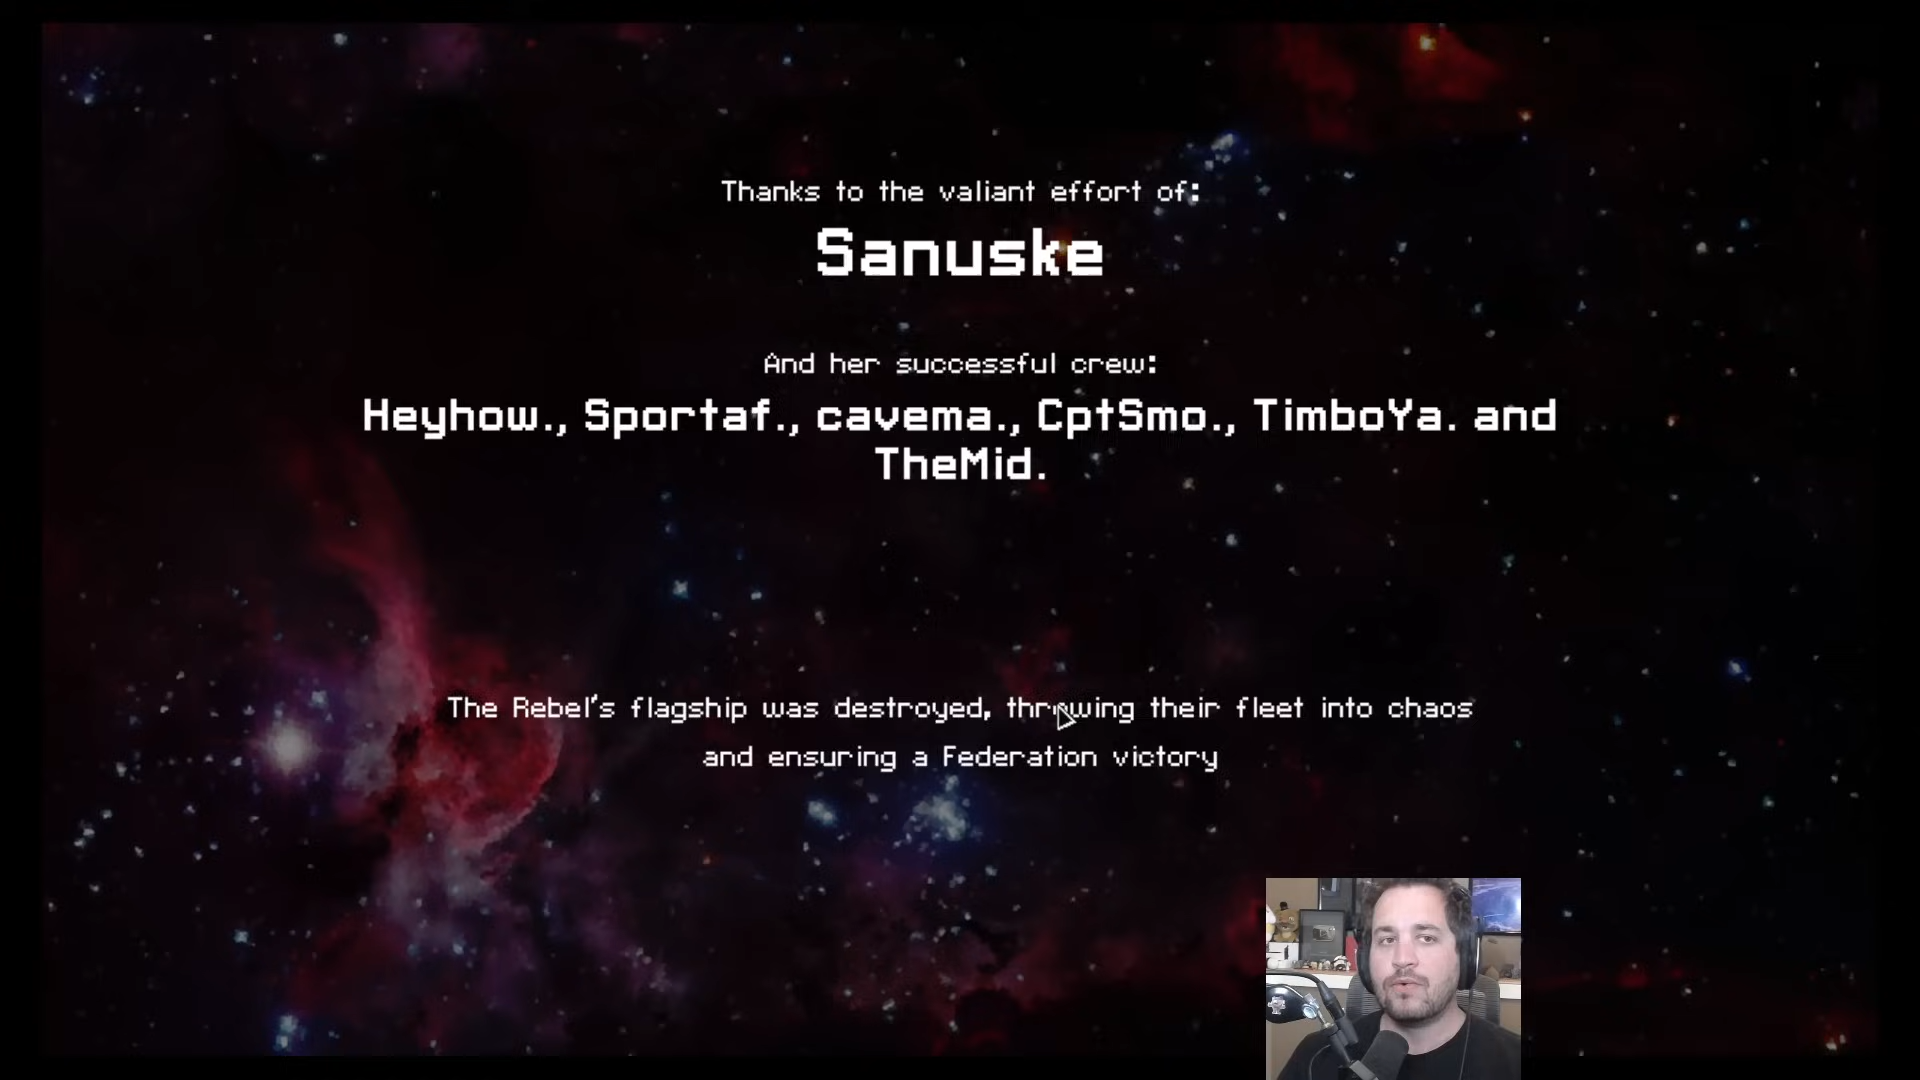 Thanks to the valiant effort of:
Sanuske
And her successful crew:
Heyhow., Sportaf., cavema., CptSmo., TimboYa. and
TheMid.
The Rebel's flagship was destroyed, throwing their fleet into chaos
and ensuring a Federation victory